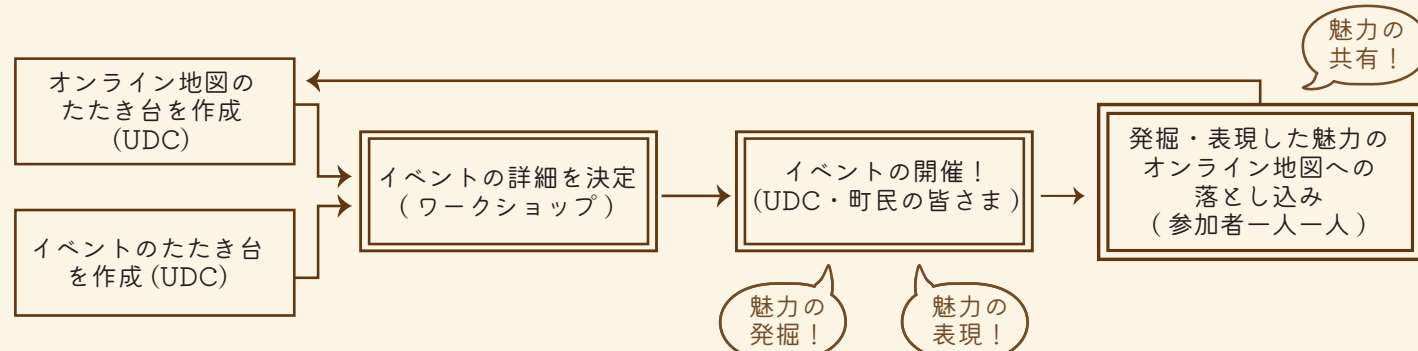 魅力の
共有！
オンライン地図の
たたき台を作成
(UDC)
イベントのたたき台
を作成 (UDC)
イベントの詳細を決定
( ワークショップ )
イベントの開催！
(UDC・町民の皆さま )
発掘・表現した魅力の
オンライン地図への
落とし込み
( 参加者一人一人 )
魅力の
発掘！
魅力の
表現！